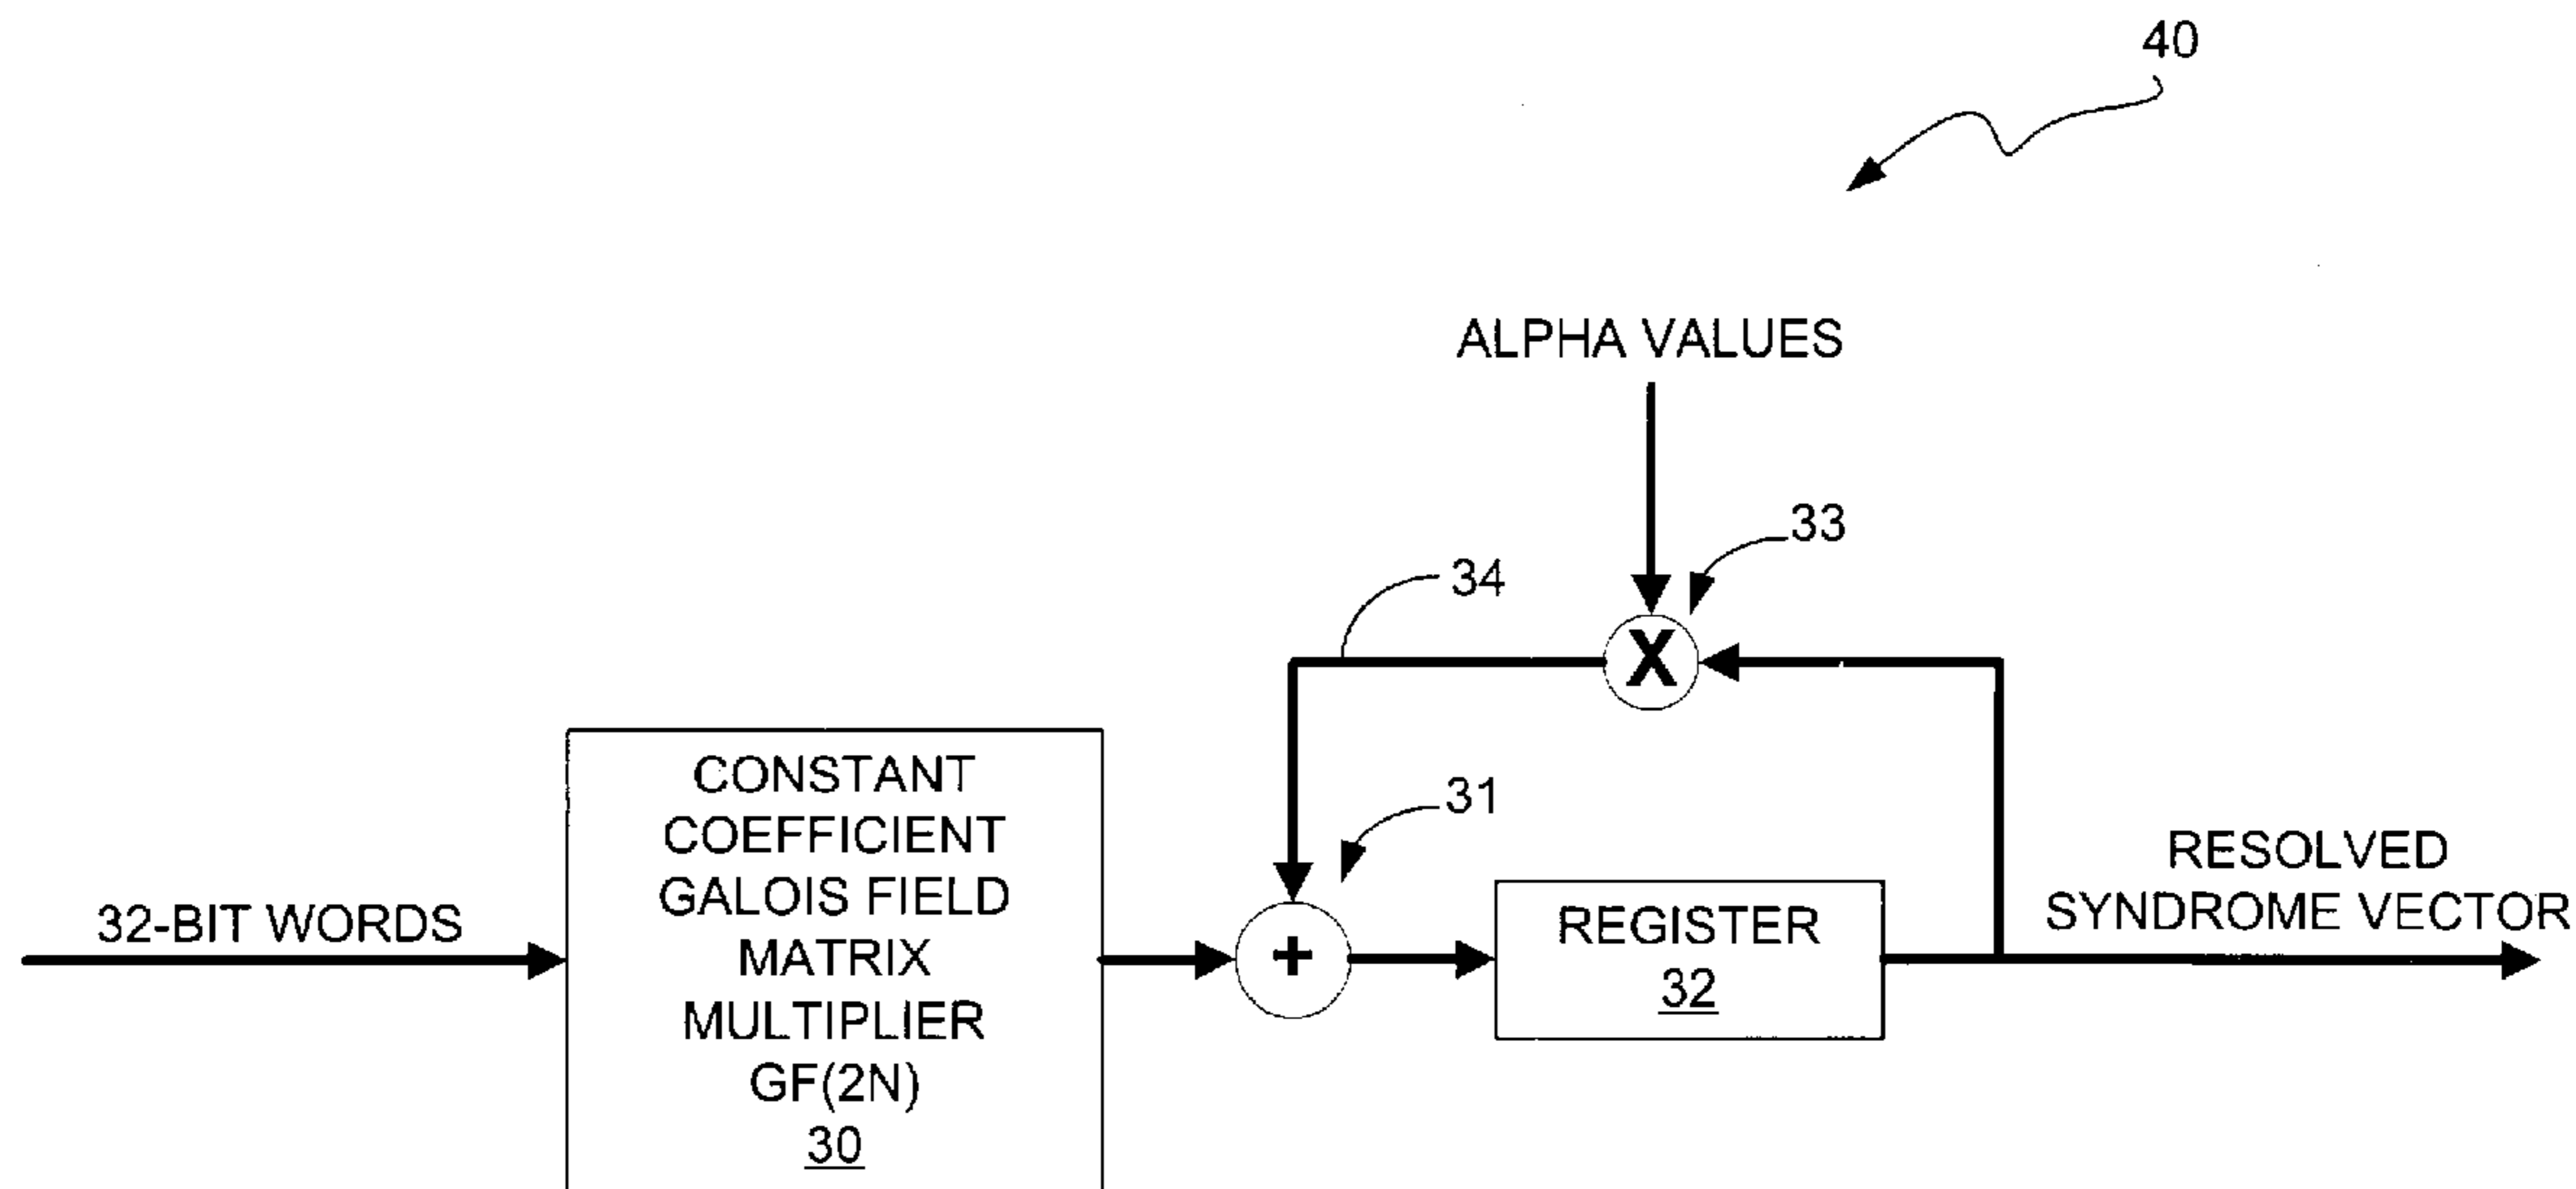 40
ALPHA VALUES
33
34
31
32-BIT WORDS
CONSTANT
COEFFICIENT
GALOIS FIELD
MATRIX
MULTIPLIER
GF(2N)
30
X
+
REGISTER
32
RESOLVED
SYNDROME VECTOR